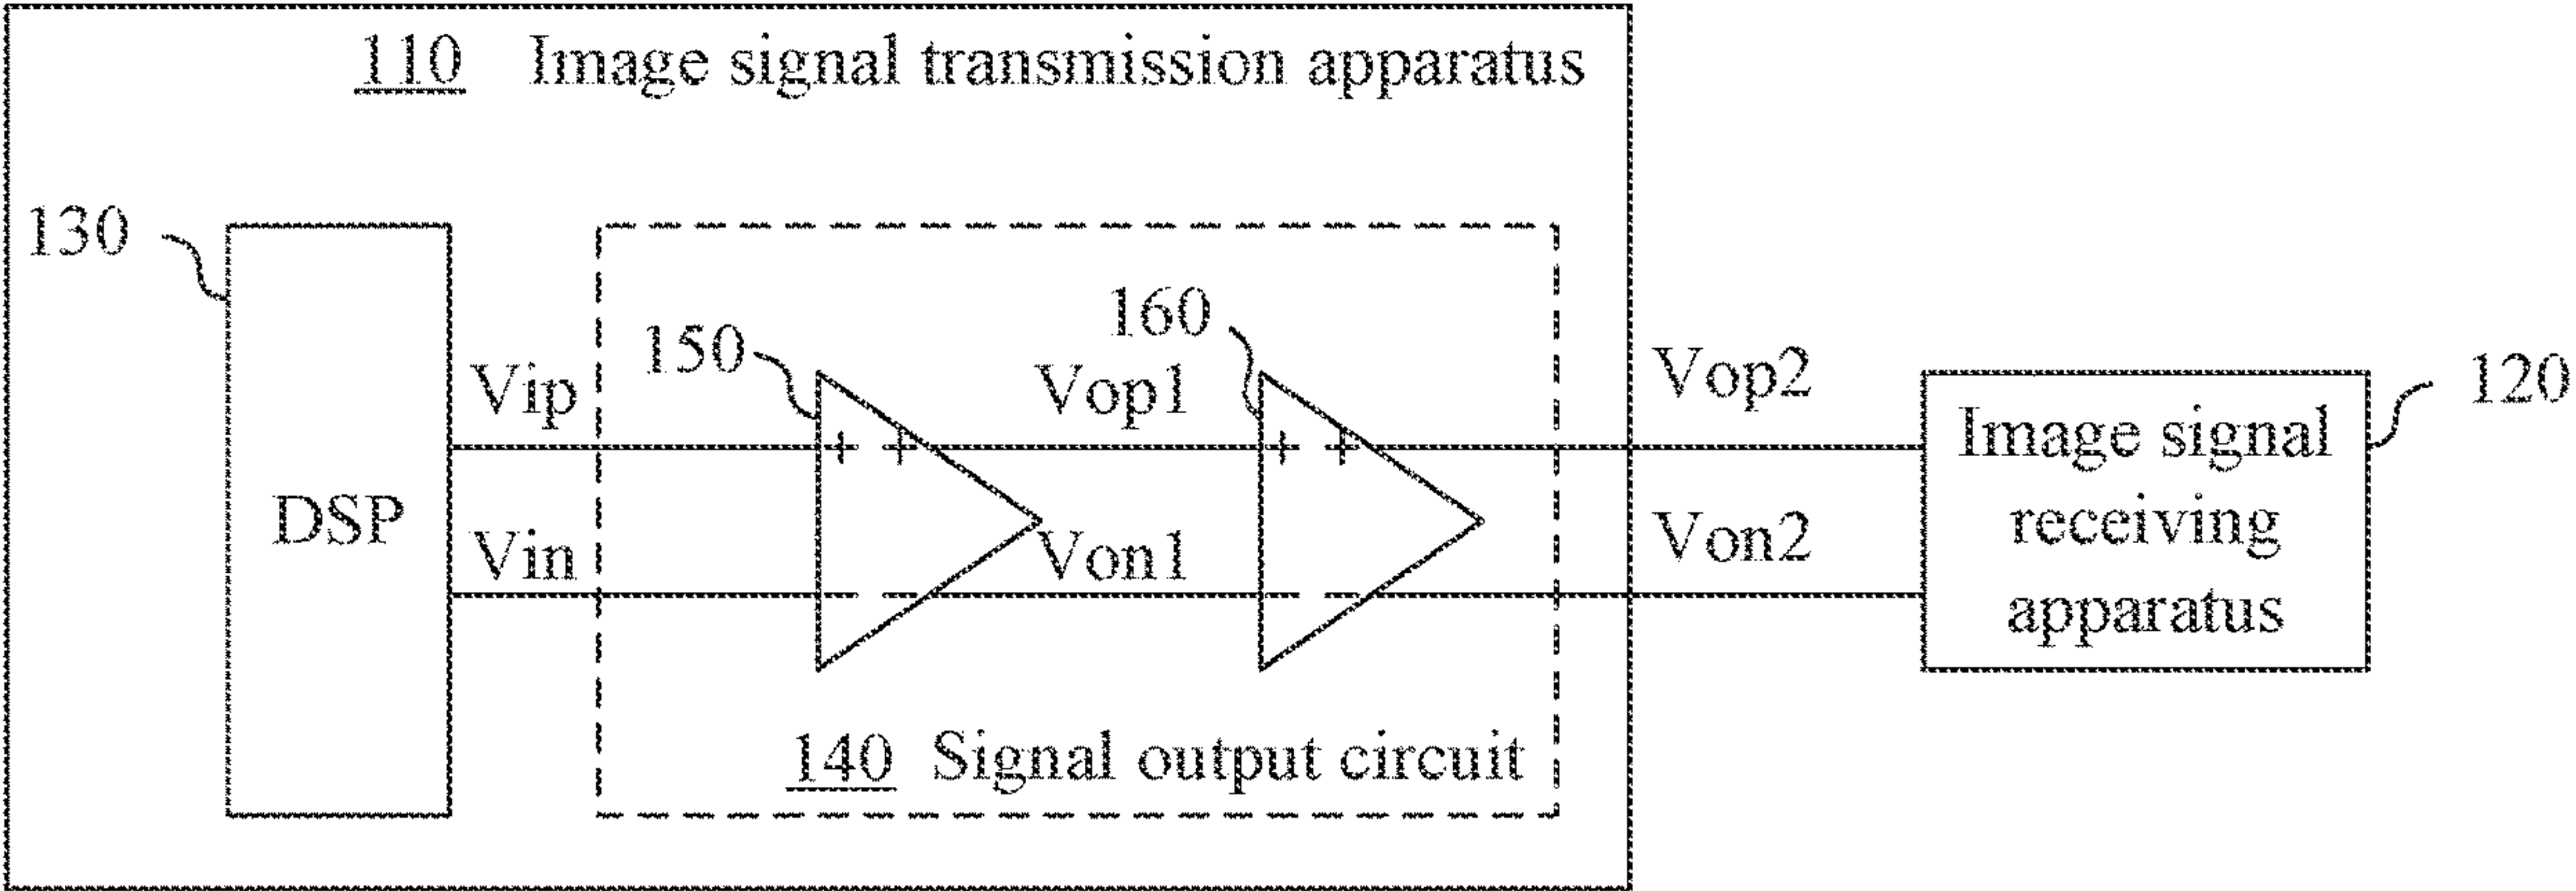 110 Image signal transmission apparatus
130
DSP
Vip
Vin
150
Vop1
Von1
160
140 Signal output circuit
Vop2
Von2
Image signal
receiving
apparatus
120